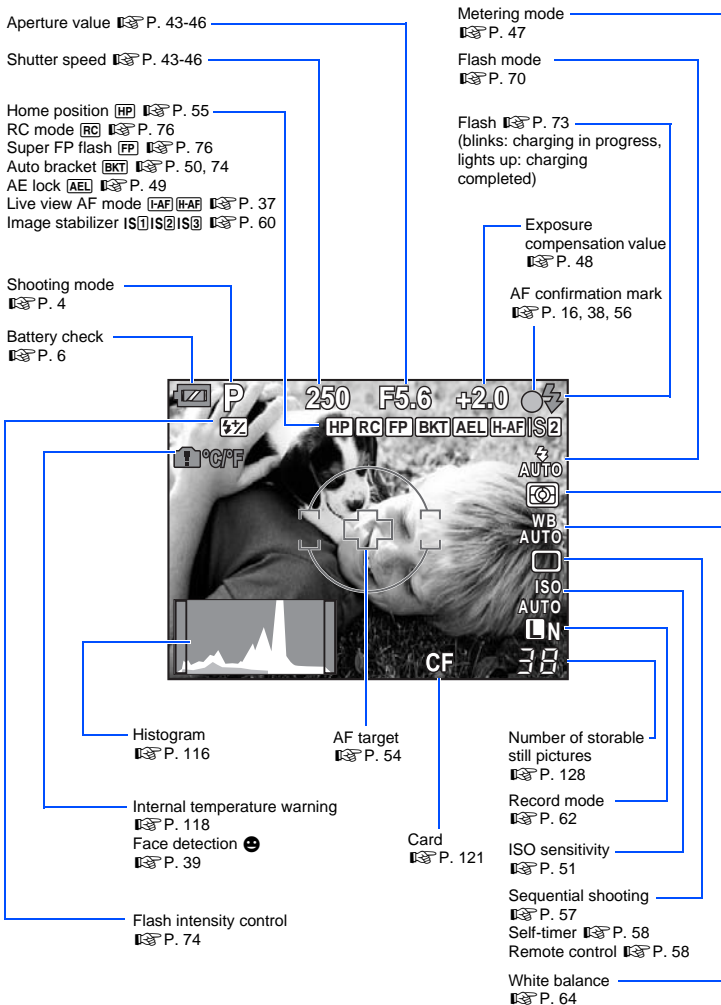 Aperture value ☞ P. 43-46
Shutter speed ☞ P. 43-46
Home position HP ☞ P. 55
RC mode RC ☞ P. 76
Super FP flash FP ☞ P. 76
Auto bracket BKT ☞ P. 50, 74
AE lock AEL ☞ P. 49
Live view AF mode I-AF H-AF ☞ P. 37
Image stabilizer IS1 IS2 IS3 ☞ P. 60
Shooting mode
☞ P. 4
Battery check
☞ P. 6
Metering mode
☞ P. 47
Flash mode
☞ P. 70
Flash ☞ P. 73
(blinks: charging in progress,
lights up: charging
completed)
Exposure
compensation value
☞ P. 48
AF confirmation mark
☞ P. 16, 38, 56
P 250 F5.6 +2.0
HP RC FP BKT AEL H-AF IS2
°C/°F
AUTO
WB
AUTO
ISO
AUTO
L N
CF 38
Histogram
☞ P. 116
AF target
☞ P. 54
Internal temperature warning
☞ P. 118
Face detection ☻
☞ P. 39
Flash intensity control
☞ P. 74
Card
☞ P. 121
Number of storable
still pictures
☞ P. 128
Record mode
☞ P. 62
ISO sensitivity
☞ P. 51
Sequential shooting
☞ P. 57
Self-timer ☞ P. 58
Remote control ☞ P. 58
White balance
☞ P. 64